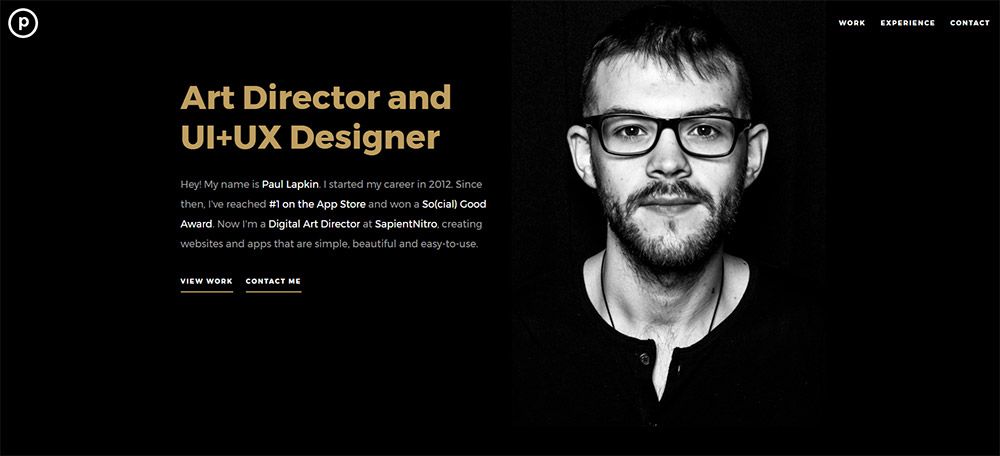 p
WORK EXPERIENCE CONTACT
Art Director and
UI+UX Designer
Hey! My name is Paul Lapkin. I started my career in 2012. Since
then, I've reached #1 on the App Store and won a So(cial) Good
Award. Now I'm a Digital Art Director at SapientNitro, creating
websites and apps that are simple, beautiful and easy-to-use.
VIEW WORK CONTACT ME